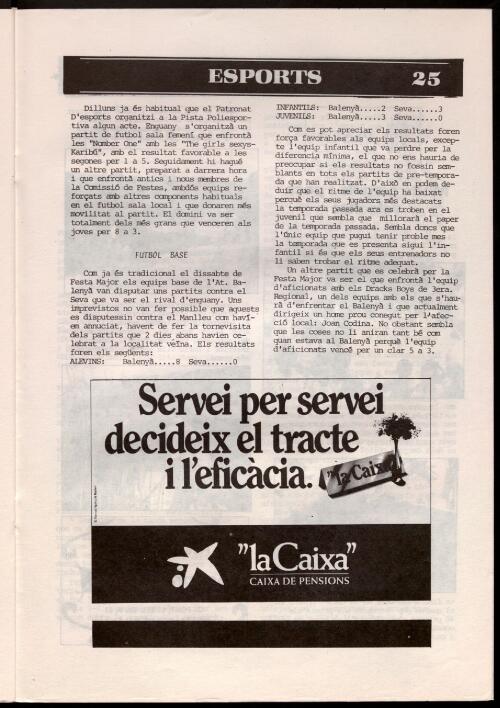 ESPORTS 25
Dilluns ja és habitual que el Patronat
D'esports organitzi a la Pista Poliespor-
tiva algun acte. Enguany s'organitzà un
partit de futbol sala femení que enfrontà
les "Nomber One" amb les "The girls sexys-
Karibú", amb el resultat favorable a les
segones per 1 a 5. Seguidament hi hagué
un altre partit, preparat a darrera hora
i que enfrontà antics i nous membres de
la Comissió de Festes, ambdós equips re-
forçats amb altres components habituals
en el futbol sala local i que donaren més
movilitat al partit. El domini va ser
totalment dels més grans que venceren als
joves per 8 a 3.
FUTBOL BASE
Com ja és tradicional el dissabte de
Festa Major els equips base de l'At. Ba-
lenyà van disputar uns partits contra el
Seva que va ser el rival d'enguany. Uns
imprevistos no van fer possible que aquests
es disputessin contra el Manlleu com haví-
em annuciat, havent de fer la tornevisita
dels partits que 2 dies abans havien ce-
lebrat a la localitat veïna. Els resultats
foren els següents:
ALEVINS: Balenyà.....8 Seva......0
INFANTILS: Balenyà.....2 Seva......3
JUVENILS: Balenyà.....3 Seva......0
Com es pot apreciar els resultats foren
força favorables als equips locals, excep-
te l'equip infantil que va perdre per la
diferencia mínima, el que no ens hauria de
preocupar si els resultats no fossin sem-
blants en tots els partits de pre-tempora-
da que han realitzat. D'això en podem de-
duir que el ritme de l'equip ha baixat
perquè els seus jugadors més destacats
la temporada passada ara es troben en el
juvenil que sembla que millorarà el paper
de la temporada passada. Sembla doncs que
l'únic equip que pugui tenir proble mes
la temporada que es presenta sigui l'in-
fantil si és que els seus entrenadors no
li saben trobar el ritme adequat.
Un altre partit que es celebrà per la
Festa Major va ser el que enfrontà l'equip
d'aficionats amb els Dracks Boys de 3era.
Regional, un dels equips amb els que s'hau-
rà d'enfrentar el Balenyà i que actualment
dirigeix un home prou conegut per l'afec-
ció local: Joan Codina. No obstant sembla
que les coses no li aniran tant bé com
quan estava al Balenyà perquè l'equip
d'aficionats vencé per un clar 5 a 3.
Servei per servei
decideix el tracte
i l'eficàcia. "la Caixa"
"la Caixa"
CAIXA DE PENSIONS